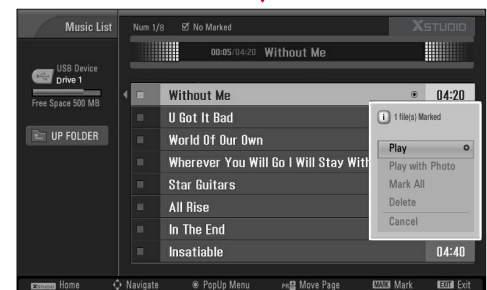 Music List
Num 1/8 ☑ No Marked
XSTUDIO
00:05/04:20 Without Me
USB Device
Drive 1
Free Space 500 MB
UP FOLDER
Without Me 04:20
U Got It Bad
World Of Our Own
Wherever You Will Go I Will Stay With
Star Guitars
All Rise
In The End
Insatiable 04:40
1 file(s) Marked
Play
Play with Photo
Mark All
Delete
Cancel
Home Navigate PopUp Menu Move Page MARK Mark EXIT Exit